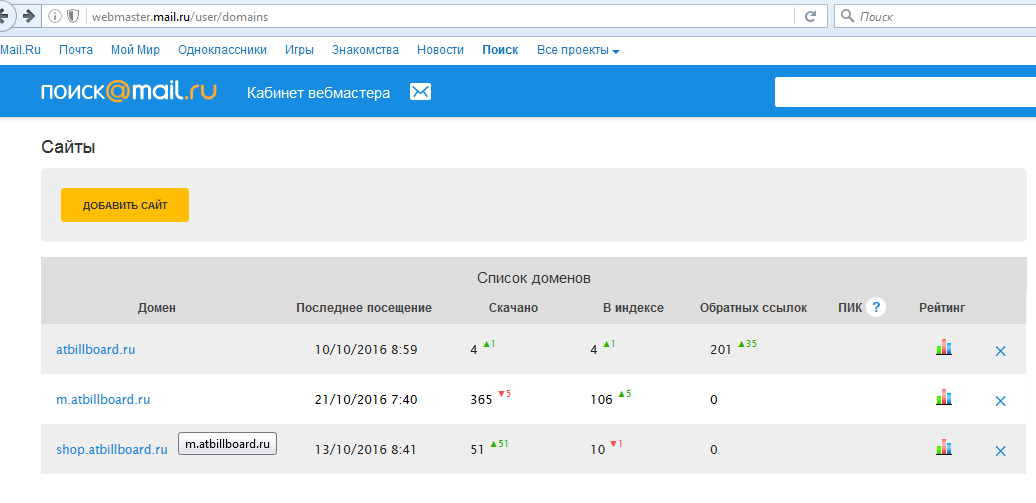 webmaster.mail.ru/user/domains
Поиск
Mail.Ru Почта Мой Мир Одноклассники Игры Знакомства Новости Поиск Все проекты
поиск@mail.ru Кабинет вебмастера
Сайты
ДОБАВИТЬ САЙТ
Список доменов
Домен Последнее посещение Скачано В индексе Обратных ссылок ПИК ? Рейтинг
atbillboard.ru 10/10/2016 8:59 4 ▲1 4 ▲1 201 ▲35
m.atbillboard.ru 21/10/2016 7:40 365 ▼5 106 ▲5 0
shop.atbillboard.ru m.atbillboard.ru 13/10/2016 8:41 51 ▲51 10 ▼1 0